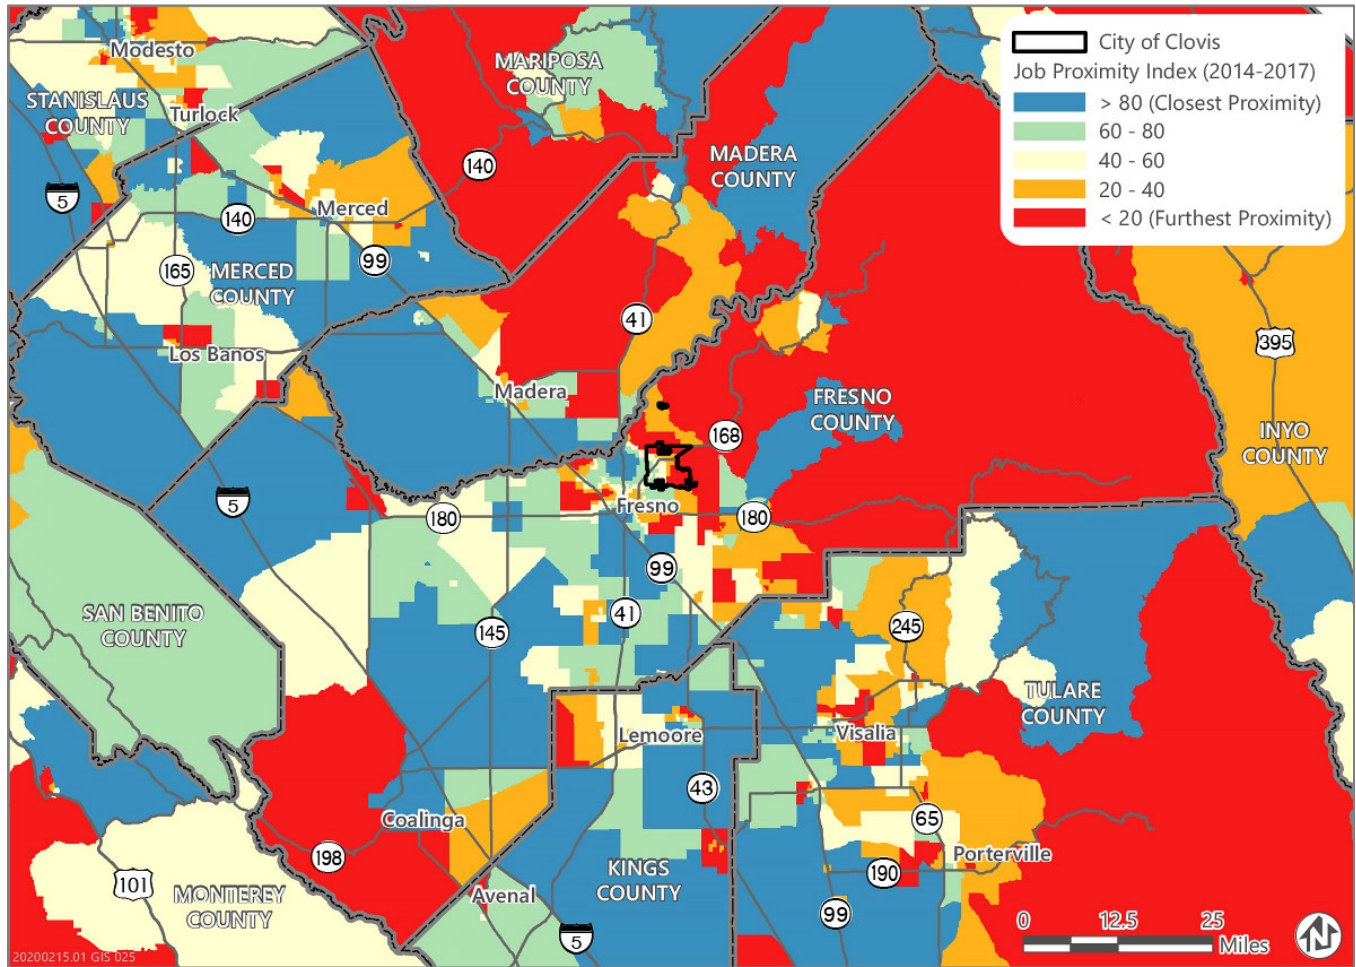 City of Clovis
Job Proximity Index (2014-2017)
> 80 (Closest Proximity)
60 - 80
40 - 60
20 - 40
< 20 (Furthest Proximity)
Modesto
MARIPOSA
COUNTY
STANISLAUS
COUNTY
Turlock
MADERA
COUNTY
140
5
Merced
140
99
165
MERCED
COUNTY
41
395
Los Banos
Madera
FRESNO
COUNTY
168
INYO
COUNTY
5
180
Fresno
180
99
SAN BENITO
COUNTY
41
145
245
TULARE
COUNTY
Lemoore
Visalia
43
Coalinga
65
198
Porterville
KINGS
COUNTY
190
101
MONTEREY
COUNTY
Avenal
99
5
0
12.5
25
Miles
N
20200215.01 GIS 025